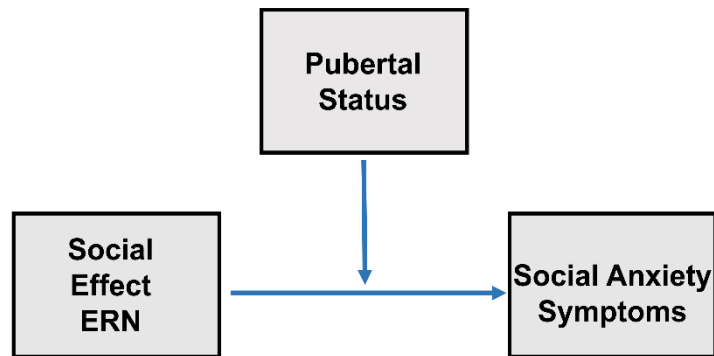 Pubertal
Status
Social
Effect
ERN
Social Anxiety
Symptoms